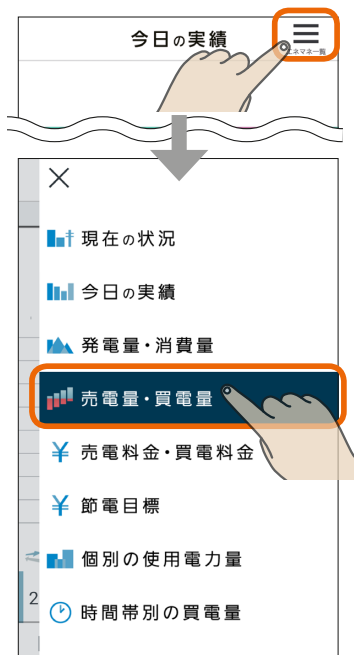 今日の実績
エネマネ一覧
×
現在の状況
今日の実績
発電量・消費量
売電量・買電量
¥ 売電料金・買電料金
¥ 節電目標
個別の使用電力量
2
時間帯別の買電量